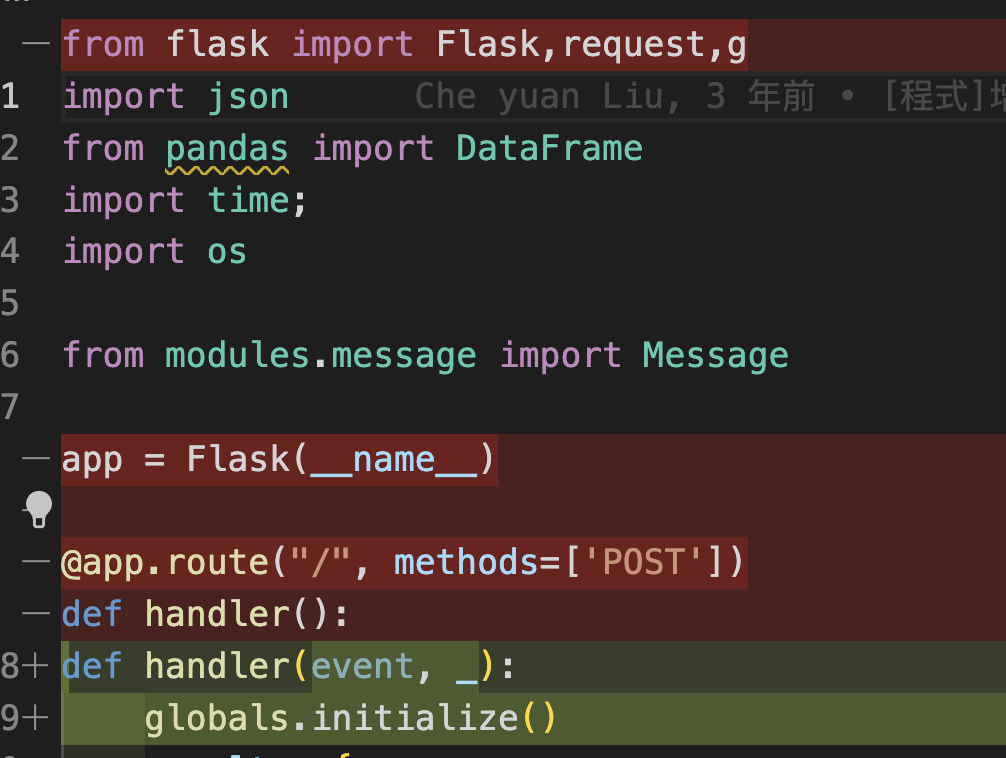 — from flask import Flask,request,g
1 import json Che yuan Liu, 3 年前 • [程式]增
2 from pandas import DataFrame
3 import time;
4 import os
5
6 from modules.message import Message
7
— app = Flask(__name__)
— @app.route("/", methods=['POST'])
— def handler():
8+ def handler(event, _):
9+ globals.initialize()